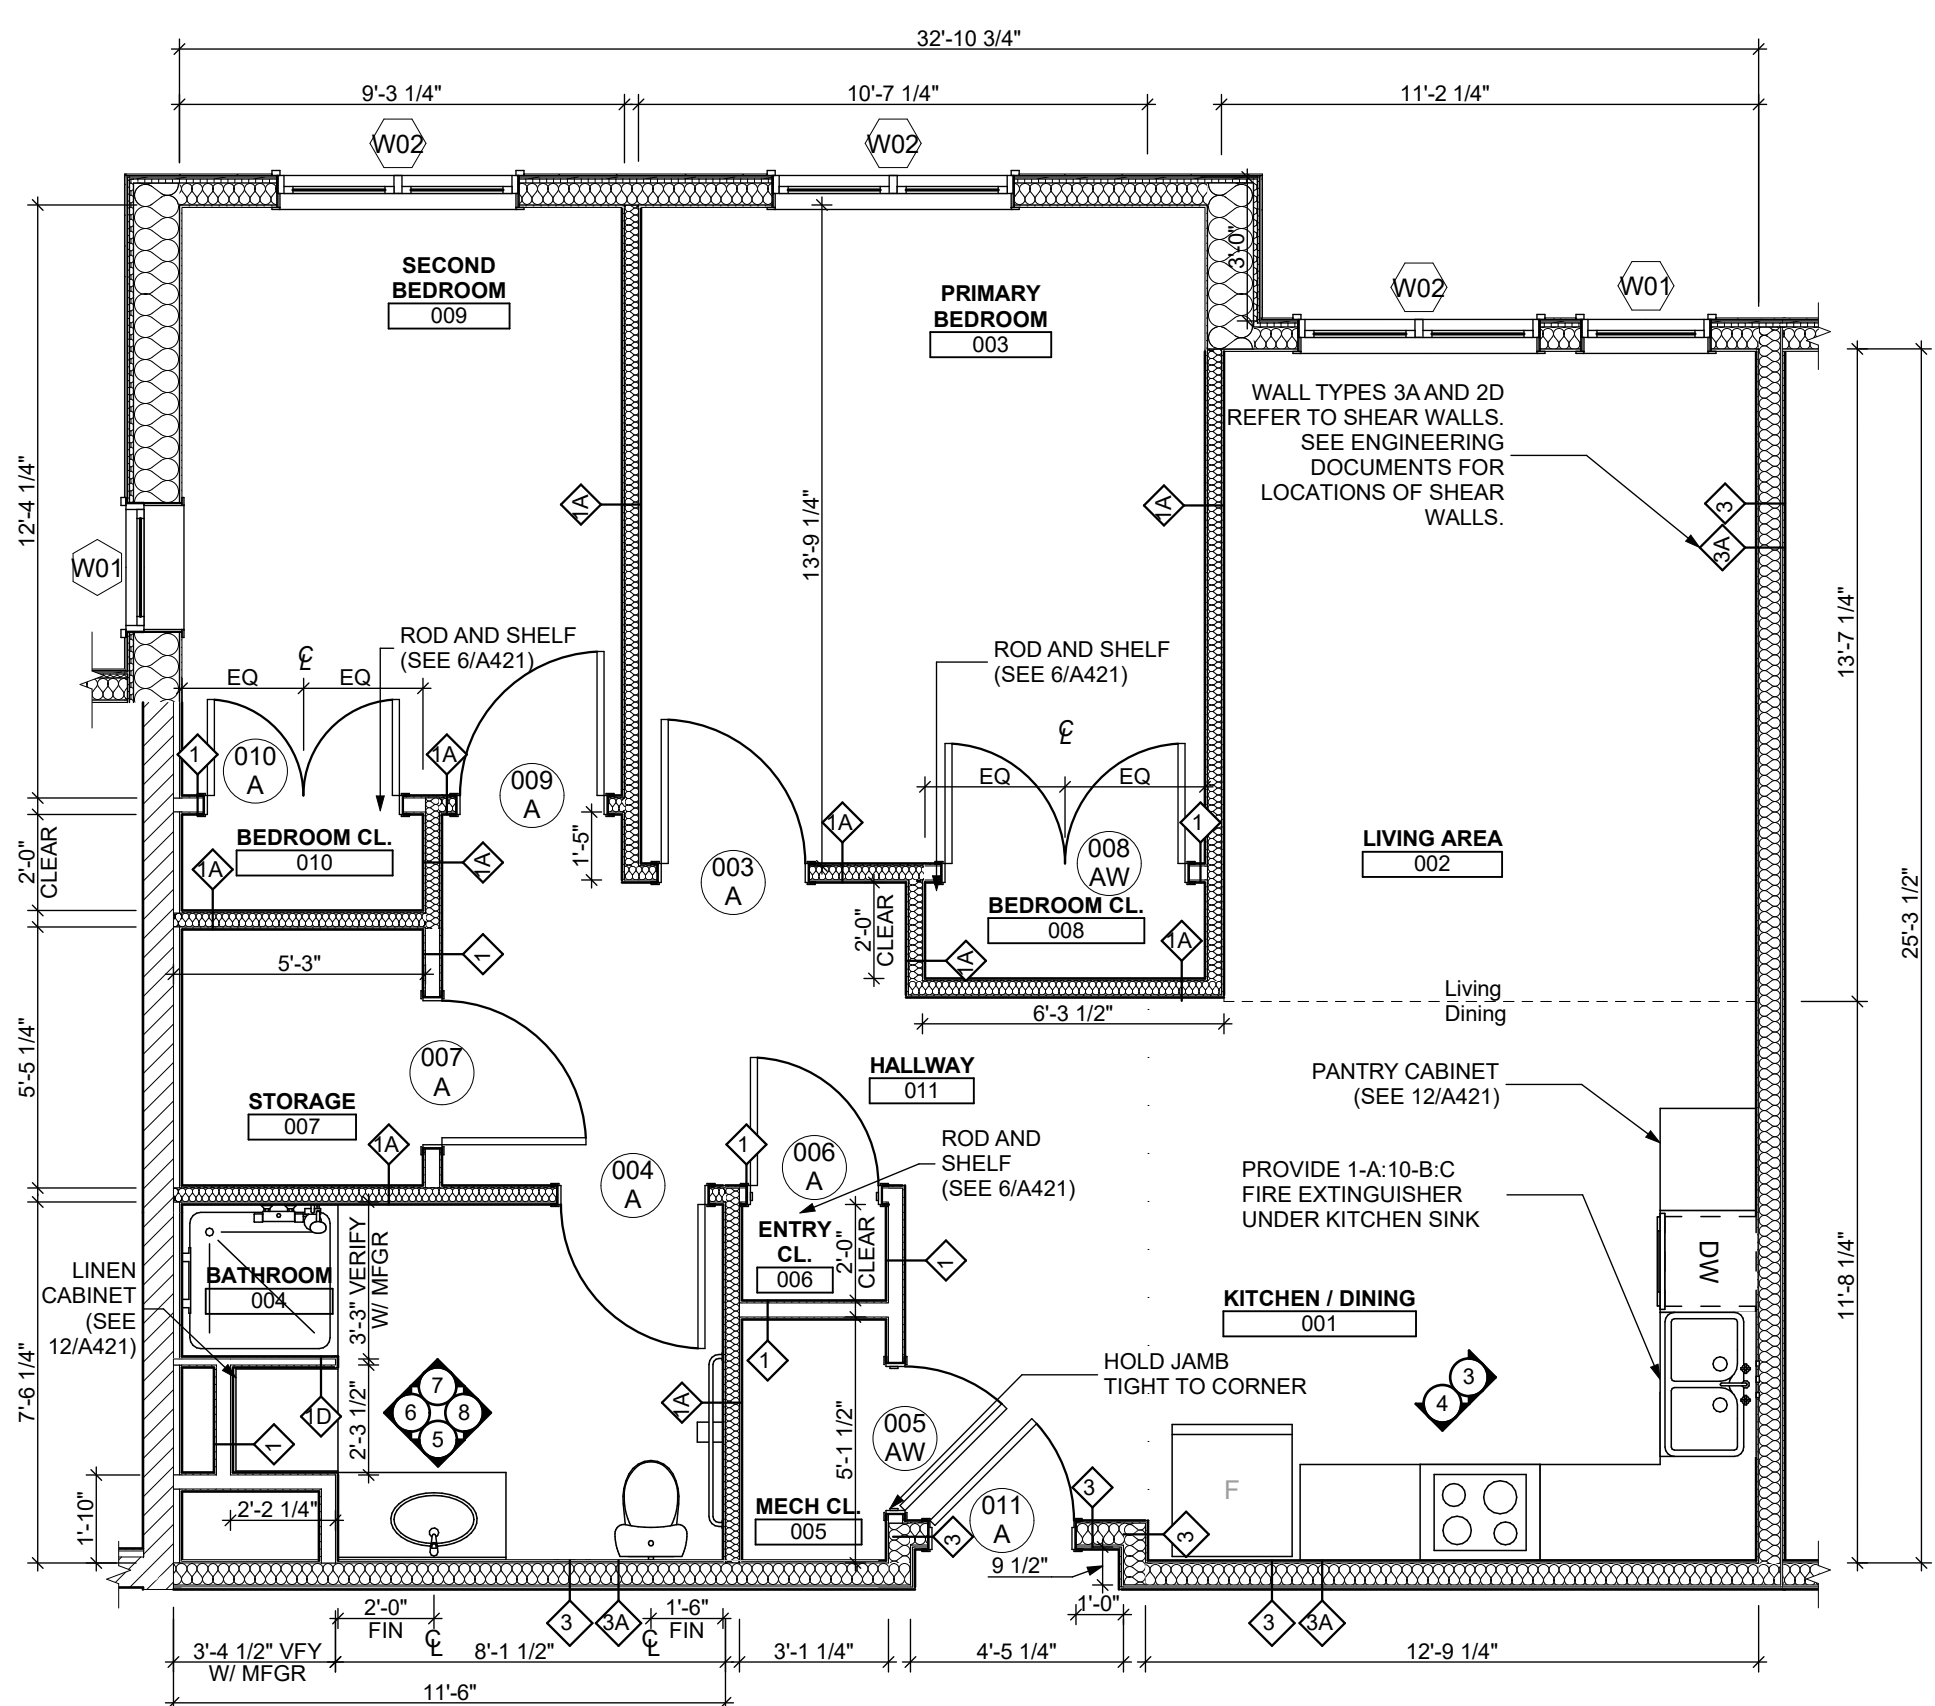 32'-10 3/4"
9'-3 1/4"
10'-7 1/4"
11'-2 1/4"
W02
W02
3'-0"
W02
W01
SECOND
BEDROOM
009
PRIMARY
BEDROOM
003
WALL TYPES 3A AND 2D
REFER TO SHEAR WALLS.
SEE ENGINEERING
DOCUMENTS FOR
LOCATIONS OF SHEAR
WALLS.
12'-4 1/4"
1A
13'-9 1/4"
1A
3
3A
W01
13'-7 1/4"
25'-3 1/2"
ROD AND SHELF
(SEE 6/A421)
EQ
CL
EQ
ROD AND SHELF
(SEE 6/A421)
CL
EQ
EQ
1
010
A
1A
009
A
1A
1
2'-0"
CLEAR
BEDROOM CL.
010
1A
1A
1'-5"
003
A
008
AW
LIVING AREA
002
BEDROOM CL.
008
2'-0"
CLEAR
1A
1A
1
5'-3"
6'-3 1/2"
Living
Dining
5'-5 1/4"
007
A
STORAGE
007
1A
HALLWAY
011
PANTRY CABINET
(SEE 12/A421)
ROD AND
SHELF
(SEE 6/A421)
1
006
A
004
A
PROVIDE 1-A:10-B:C
FIRE EXTINGUISHER
UNDER KITCHEN SINK
DW
11'-8 1/4"
ENTRY
CL.
006
2'-0"
CLEAR
1
LINEN
CABINET
(SEE
12/A421)
BATHROOM
004
3'-3" VERIFY
W/ MFGR
KITCHEN / DINING
001
7'-6 1/4"
1
HOLD JAMB
TIGHT TO CORNER
7
6
8
5
1D
1
2'-3 1/2"
1A
3
4
005
AW
5'-1 1/2"
MECH CL.
005
011
A
3
3
3
F
1'-10"
2'-2 1/4"
9 1/2"
1'-0"
2'-0"
FIN
CL
3
3A
CL
1'-6"
FIN
3
3A
3'-4 1/2" VFY
W/ MFGR
8'-1 1/2"
3'-1 1/4"
4'-5 1/4"
12'-9 1/4"
11'-6"